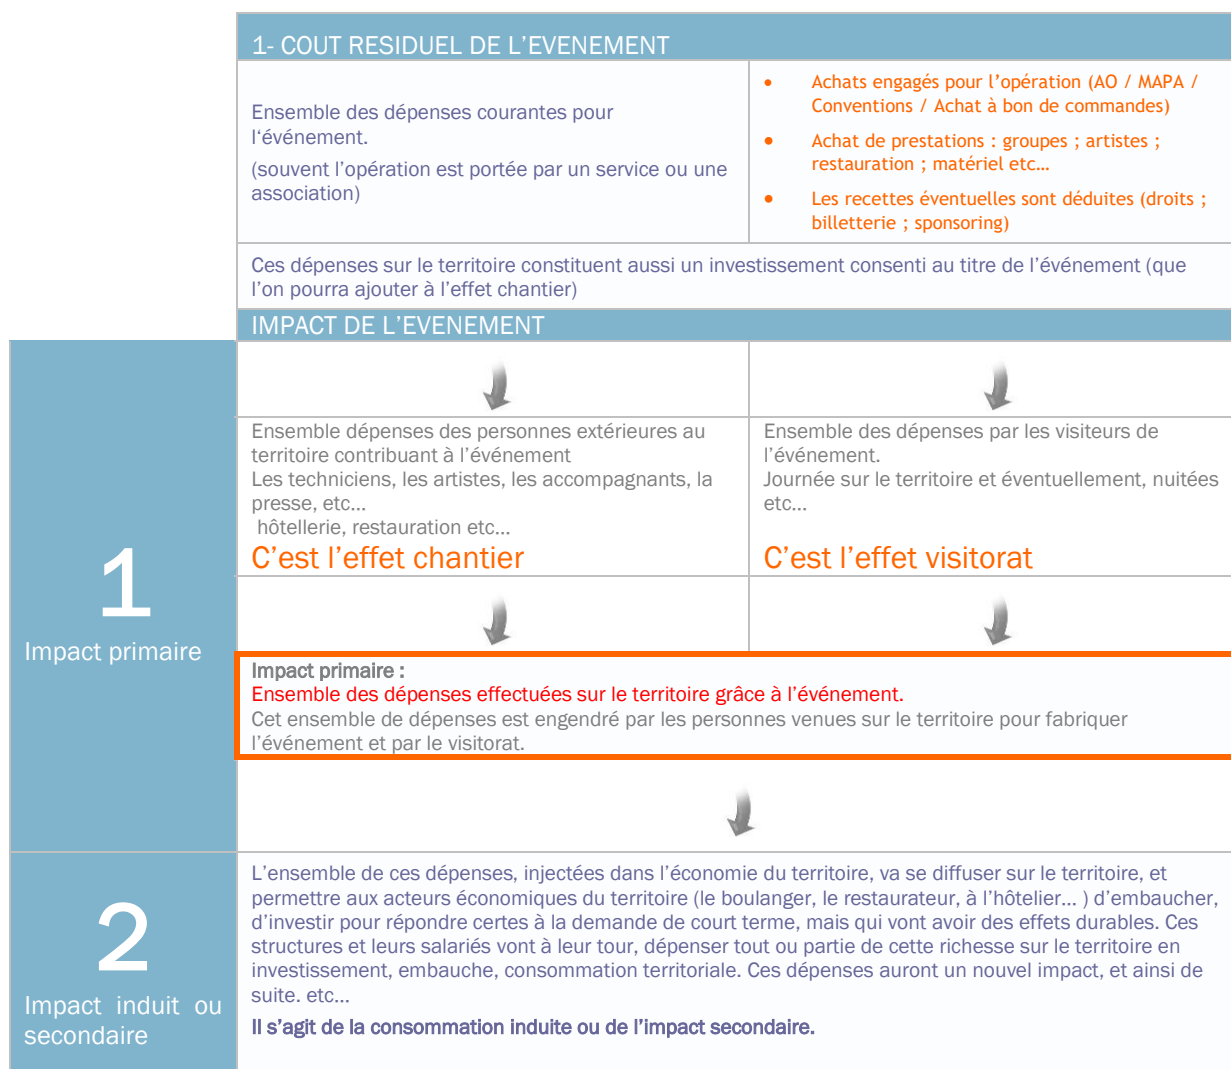 1- COUT RESIDUEL DE L’EVENEMENT
Ensemble des dépenses courantes pour
l‘événement.
(souvent l’opération est portée par un service ou une
association)
• Achats engagés pour l’opération (AO / MAPA /
Conventions / Achat à bon de commandes)
• Achat de prestations : groupes ; artistes ;
restauration ; matériel etc…
• Les recettes éventuelles sont déduites (droits ;
billetterie ; sponsoring)
Ces dépenses sur le territoire constituent aussi un investissement consenti au titre de l’événement (que
l’on pourra ajouter à l’effet chantier)
IMPACT DE L’EVENEMENT
1
Impact primaire
Ensemble dépenses des personnes extérieures au
territoire contribuant à l’événement
Les techniciens, les artistes, les accompagnants, la
presse, etc…
hôtellerie, restauration etc…
C’est l’effet chantier
Ensemble des dépenses par les visiteurs de
l’événement.
Journée sur le territoire et éventuellement, nuitées
etc…
C’est l’effet visitorat
Impact primaire :
Ensemble des dépenses effectuées sur le territoire grâce à l’événement.
Cet ensemble de dépenses est engendré par les personnes venues sur le territoire pour fabriquer
l’événement et par le visitorat.
2
Impact induit ou
secondaire
L’ensemble de ces dépenses, injectées dans l’économie du territoire, va se diffuser sur le territoire, et
permettre aux acteurs économiques du territoire (le boulanger, le restaurateur, à l’hôtelier… ) d’embaucher,
d’investir pour répondre certes à la demande de court terme, mais qui vont avoir des effets durables. Ces
structures et leurs salariés vont à leur tour, dépenser tout ou partie de cette richesse sur le territoire en
investissement, embauche, consommation territoriale. Ces dépenses auront un nouvel impact, et ainsi de
suite. etc…
Il s’agit de la consommation induite ou de l’impact secondaire.